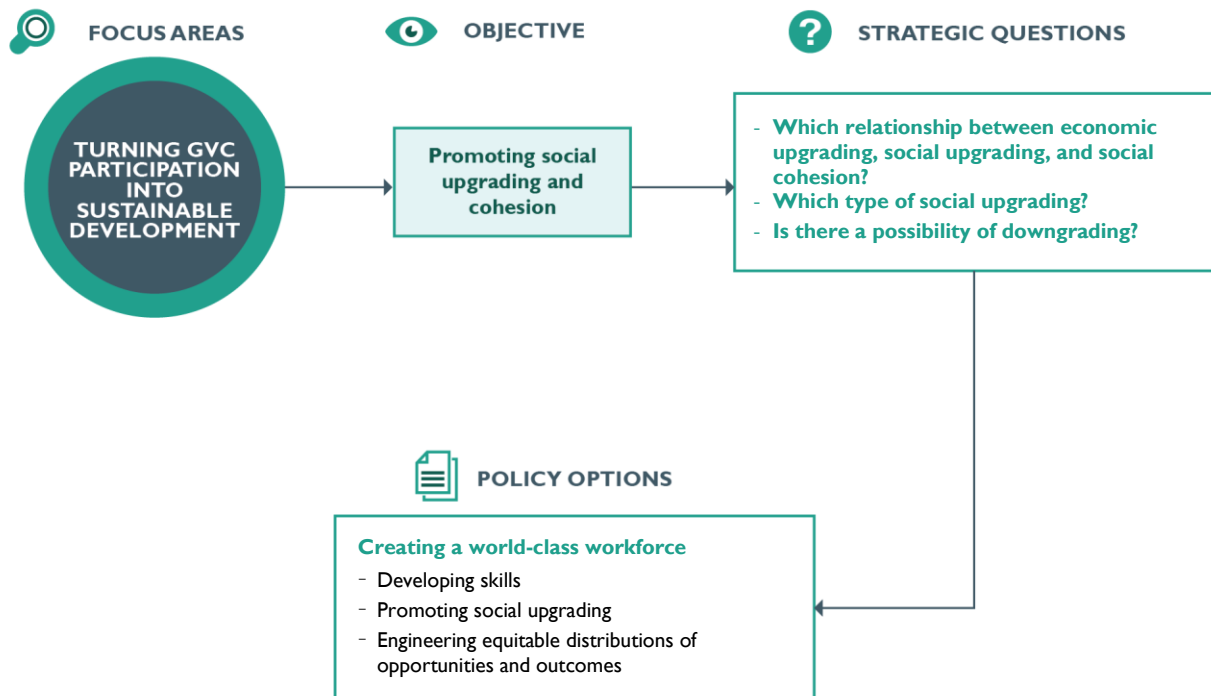 FOCUS AREAS
OBJECTIVE
? STRATEGIC QUESTIONS
TURNING GVC
PARTICIPATION
INTO
SUSTAINABLE
DEVELOPMENT
Promoting social
upgrading and
cohesion
- Which relationship between economic
upgrading, social upgrading, and social
cohesion?
- Which type of social upgrading?
- Is there a possibility of downgrading?
POLICY OPTIONS
Creating a world-class workforce
- Developing skills
- Promoting social upgrading
- Engineering equitable distributions of
opportunities and outcomes